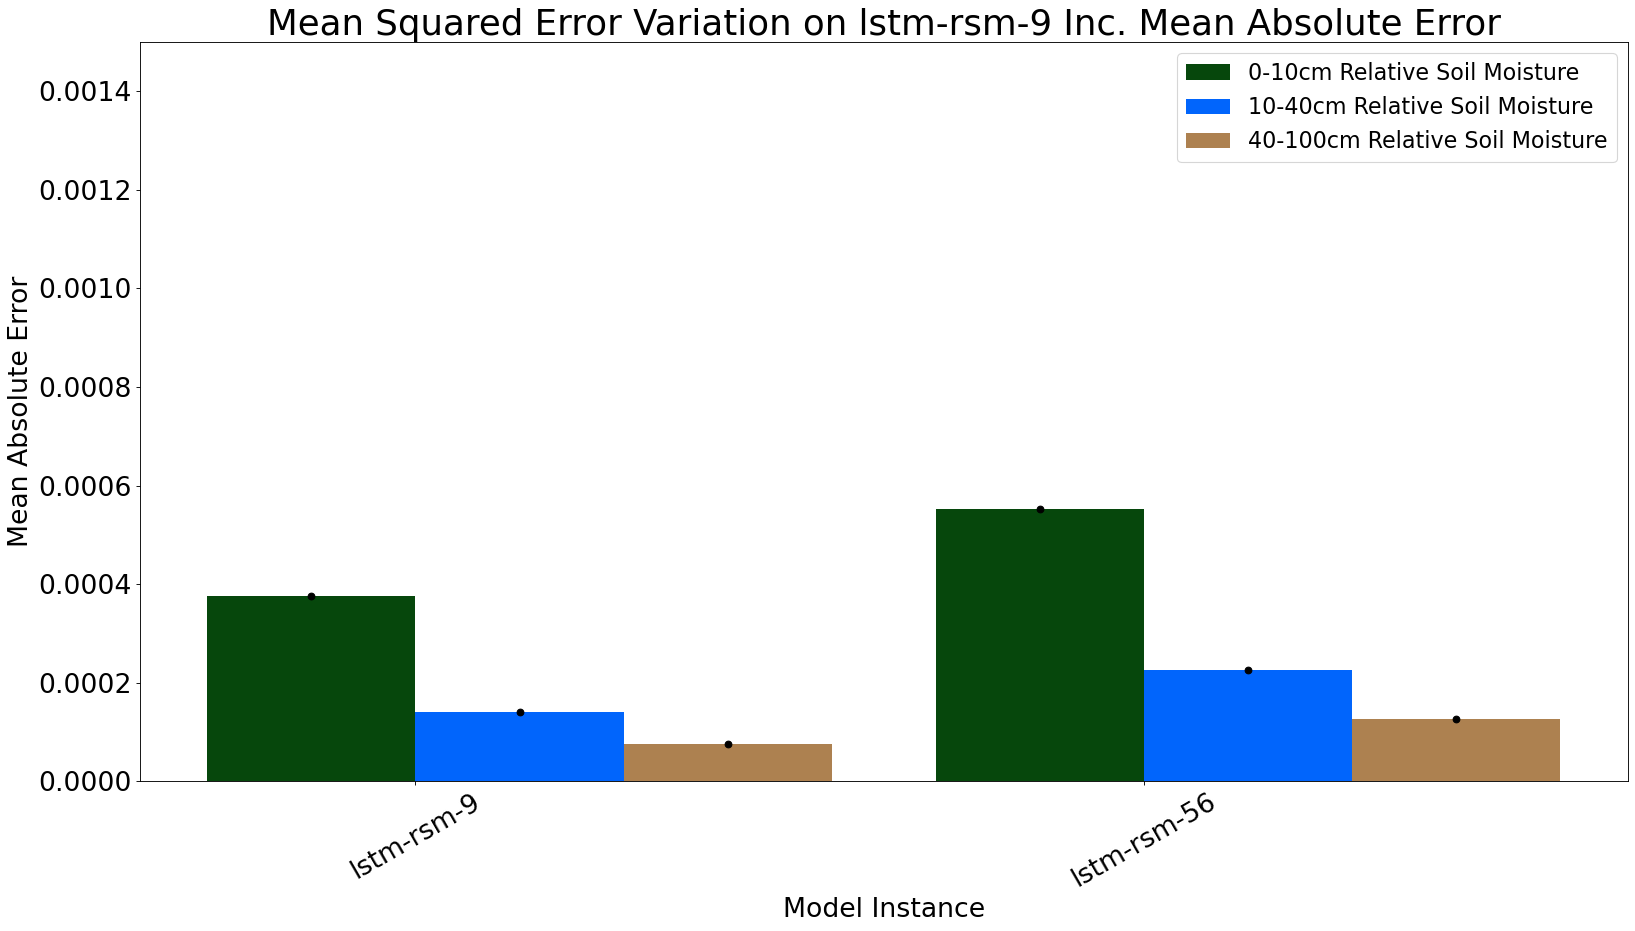 Mean Squared Error Variation on lstm-rsm-9 Inc. Mean Absolute Error
0-10cm Relative Soil Moisture
10-40cm Relative Soil Moisture
40-100cm Relative Soil Moisture
Mean Absolute Error
0.0014
0.0012
0.0010
0.0008
0.0006
0.0004
0.0002
0.0000
lstm-rsm-9
lstm-rsm-56
Model Instance